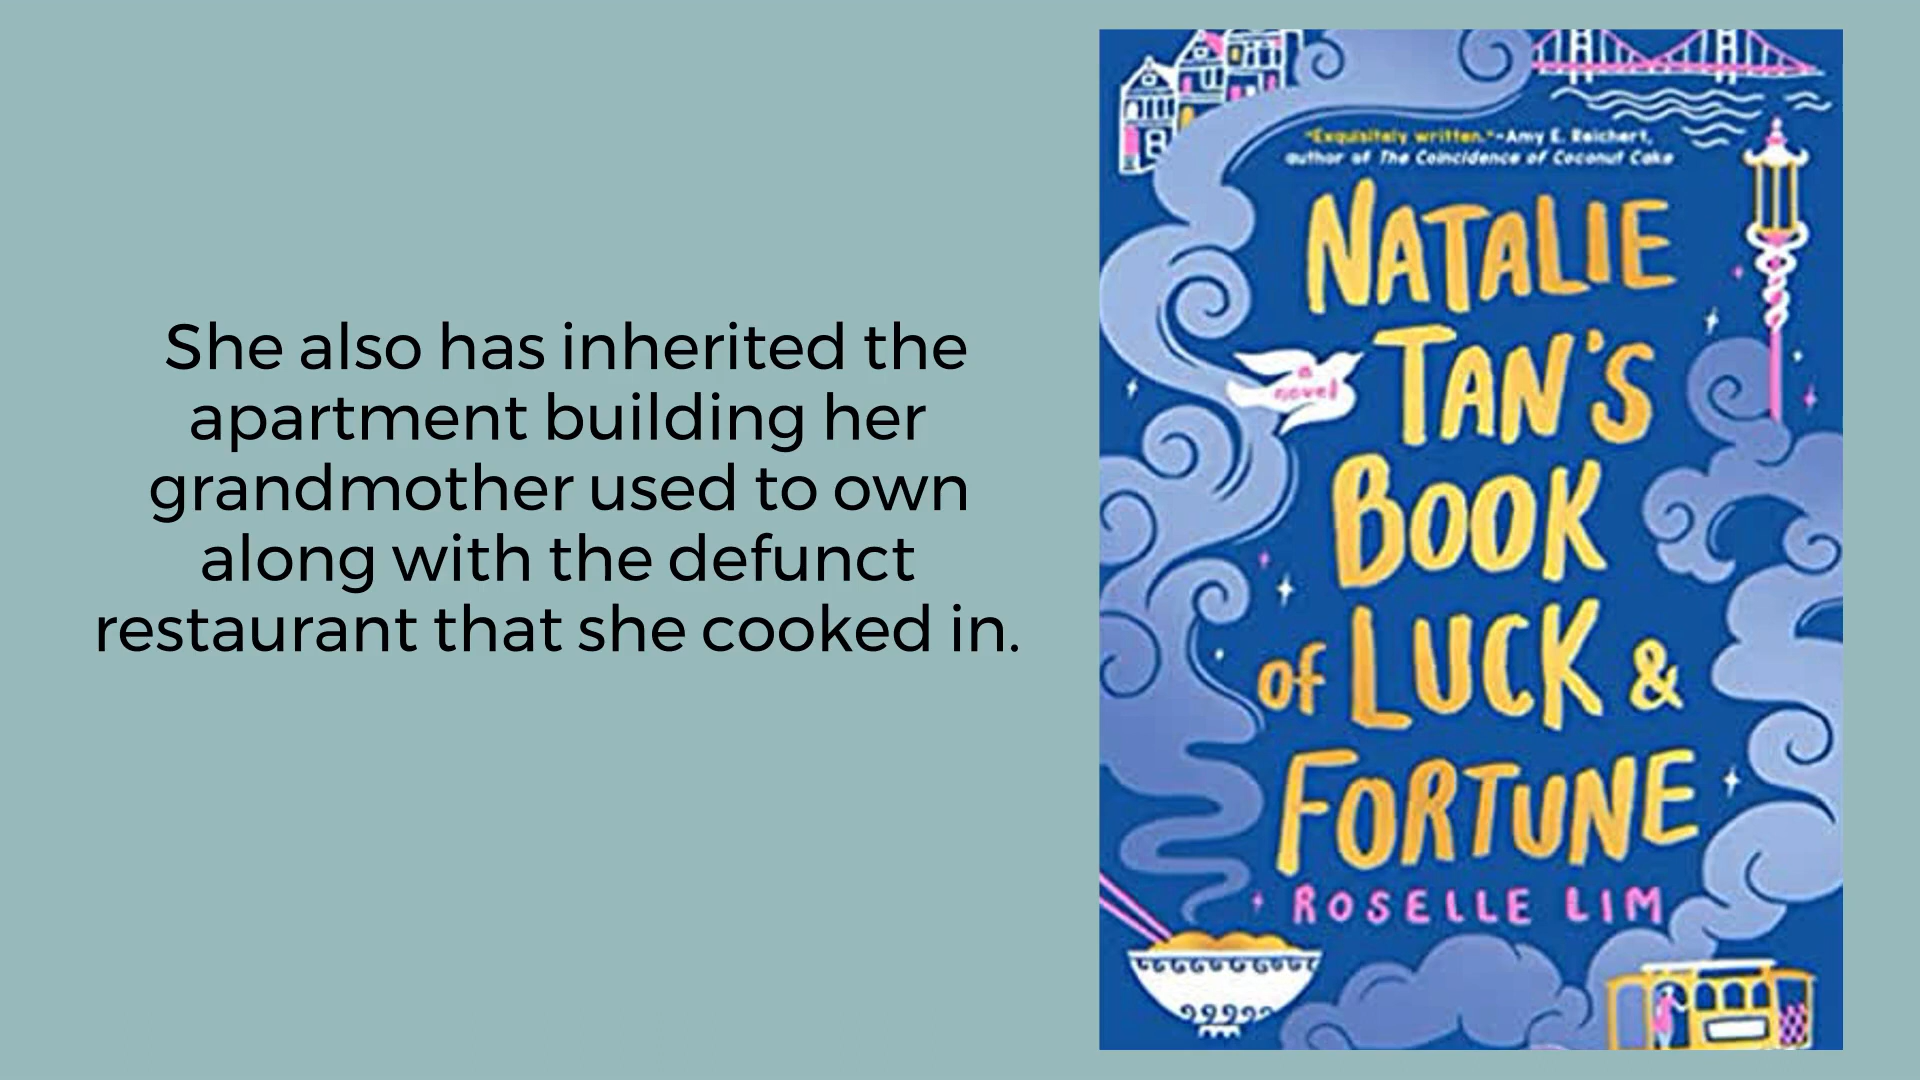 She also has inherited the
apartment building her
grandmother used to own
along with the defunct
restaurant that she cooked in.
"Exquisitely written."-Amy E. Reichert,
author of The Coincidence of Coconut Cake
NATALIE
a
novel
TAN'S
BOOK
of LUCK &
FORTUNE
ROSELLE LIM